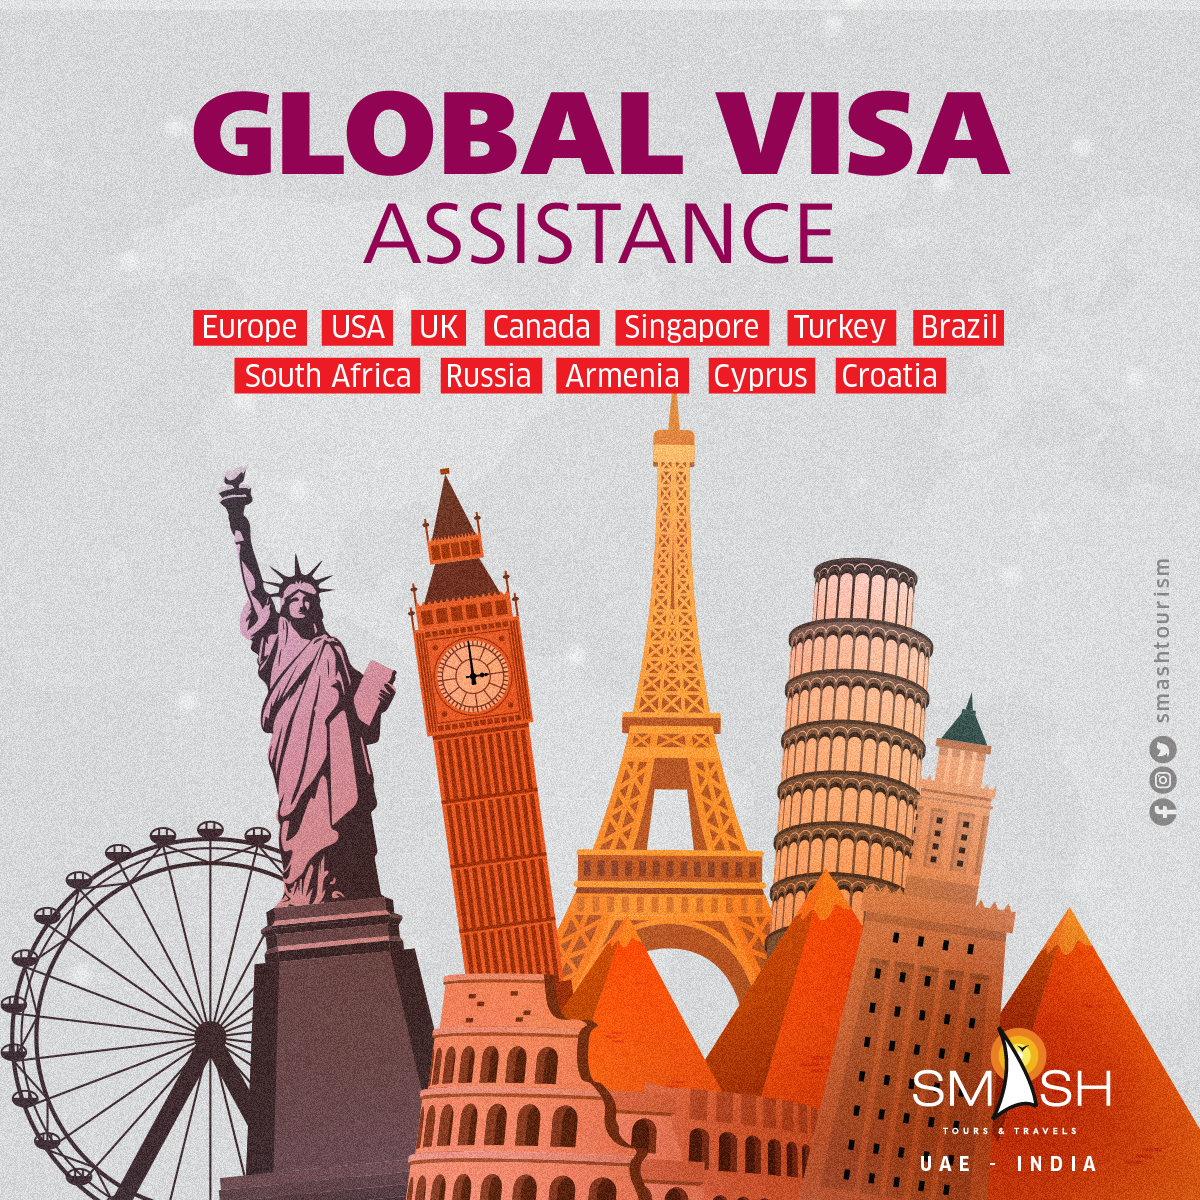 GLOBAL VISA
ASSISTANCE
Europe USA UK Canada Singapore Turkey Brazil
South Africa Russia Armenia Cyprus Croatia
smashtourism
SMASH
TOURS & TRAVELS
UAE - INDIA